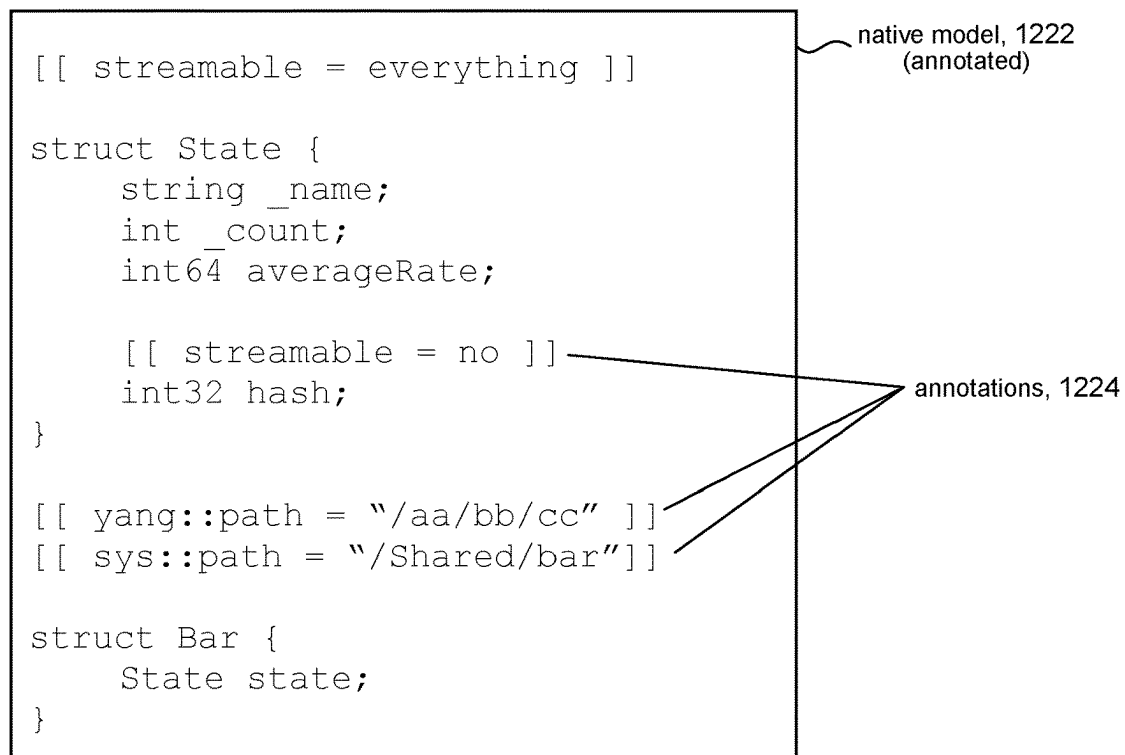 [[ streamable = everything ]]
struct State {
string _name;
int _count;
int64 averageRate;
[[ streamable = no ]]
int32 hash;
}
[[ yang::path = “/aa/bb/cc” ]]
[[ sys::path = “/Shared/bar”]]
struct Bar {
State state;
}
native model, 1222
(annotated)
annotations, 1224